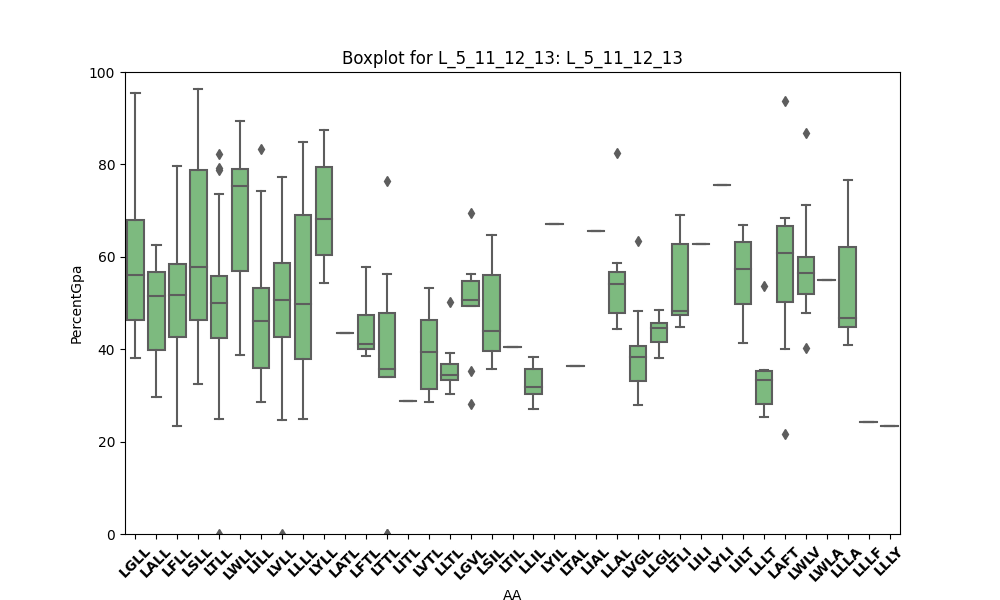 Boxplot for L_5_11_12_13: L_5_11_12_13
PercentGpa
100
80
60
40
20
0
LGLL LALL LFLL LSLL LTLL LWLL LILL LVLL LLLL LYLL LATL LFTL LTTL LITL LVTL LLTL LGVL LSIL LTIL LLIL LYIL LTAL LIAL LLAL LVGL LLGL LTLI LILI LYLI LILT LLLT LAFT LWLV LWLA LLLA LLLF LLLY
AA